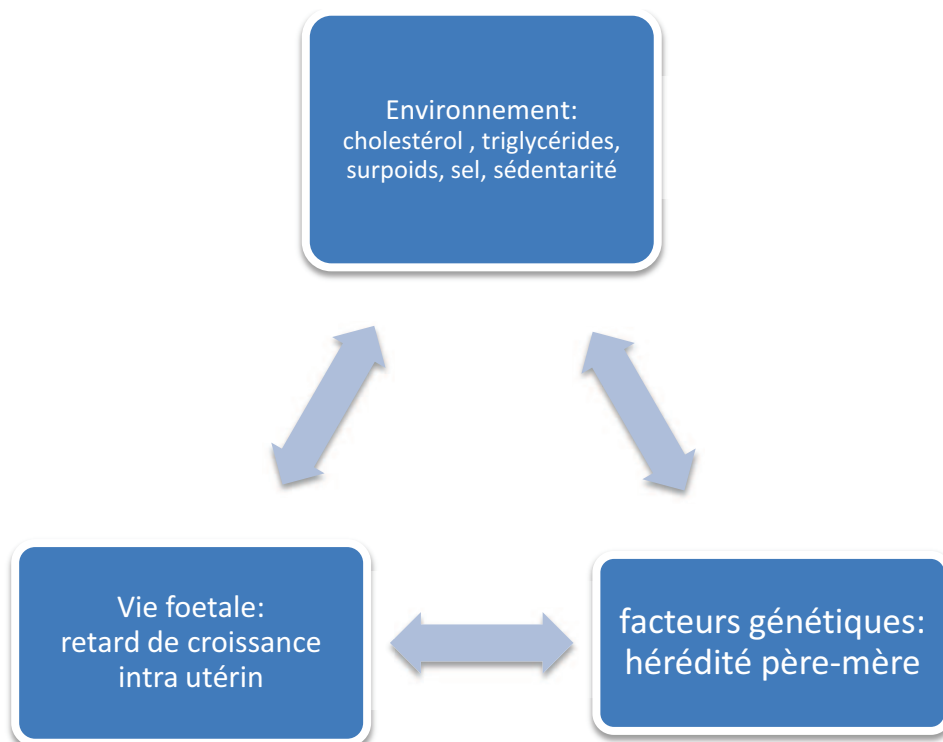 Environnement:
cholestérol , triglycérides,
surpoids, sel, sédentarité
Vie foetale:
retard de croissance
intra utérin
facteurs génétiques:
hérédité père-mère